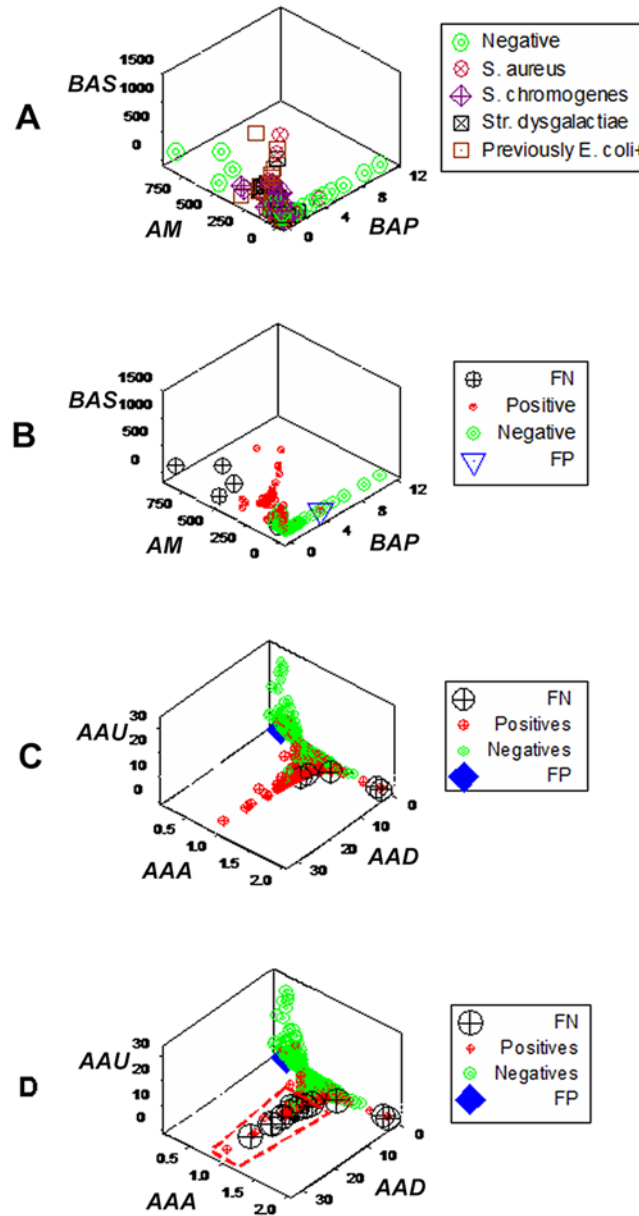 A
BAS
1500
1000
500
0
750
500
250
0
AM
0
4
8
12
BAP
Negative
S. aureus
S. chromogenes
Str. dysgalactiae
Previously E. coli+
B
BAS
1500
1000
500
0
750
500
250
0
AM
0
4
8
12
BAP
FN
Positive
Negative
FP
C
AAU
30
20
10
0
0.5
1.0
1.5
2.0
AAA
30
20
10
0
AAD
FN
Positives
Negatives
FP
D
AAU
30
20
10
0
0.5
1.0
1.5
2.0
AAA
30
20
10
0
AAD
FN
Positives
Negatives
FP